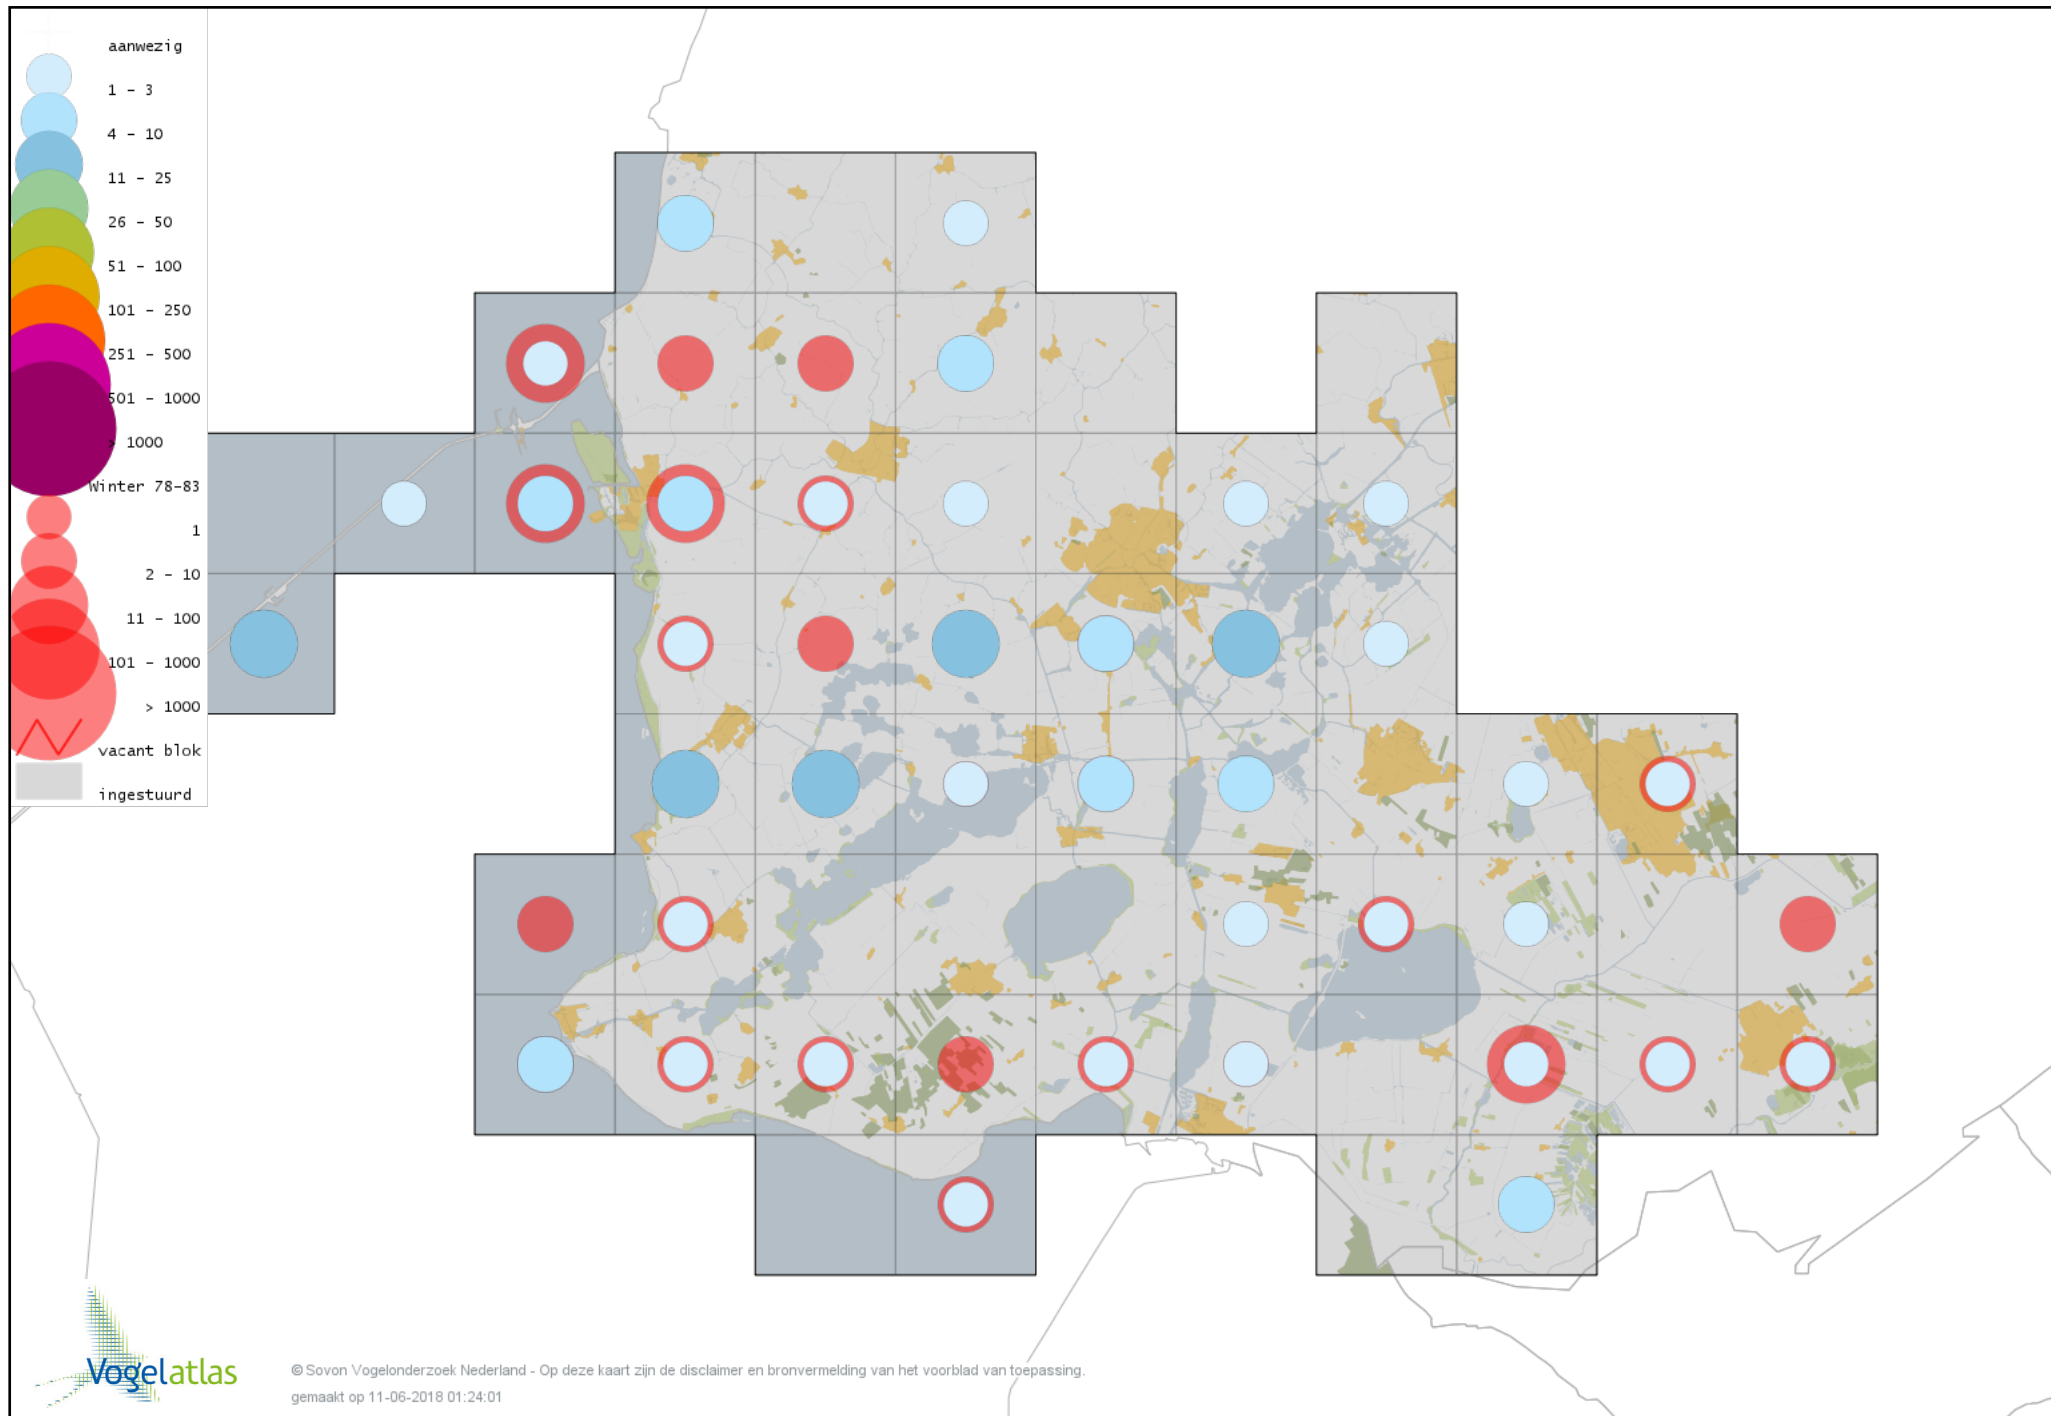 aanwezig
1 - 3
4 - 10
11 - 25
26 - 50
51 - 100
101 - 250
251 - 500
501 - 1000
> 1000
Winter 78-83
1
2 - 10
11 - 100
101 - 1000
> 1000
vacant blok
ingestuurd
Vogelatlas
© Sovon Vogelonderzoek Nederland - Op deze kaart zijn de disclaimer en bronvermelding van het voorblad van toepassing.
gemaakt op 11-06-2018 01:24:01